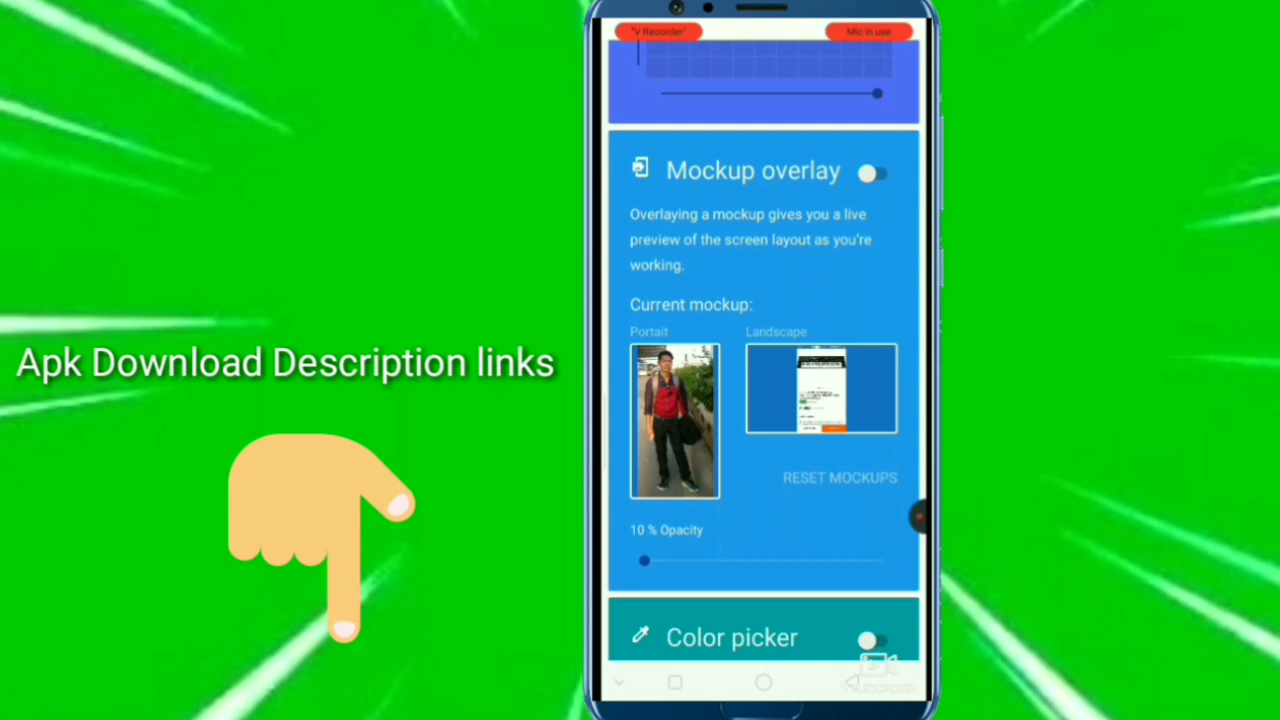 "V Recorder"
Mic in use
Mockup overlay
Overlaying a mockup gives you a live
preview of the screen layout as you're
working.
Current mockup:
Portait
Landscape
Apk Download Description links
RESET MOCKUPS
10 % Opacity
Color picker